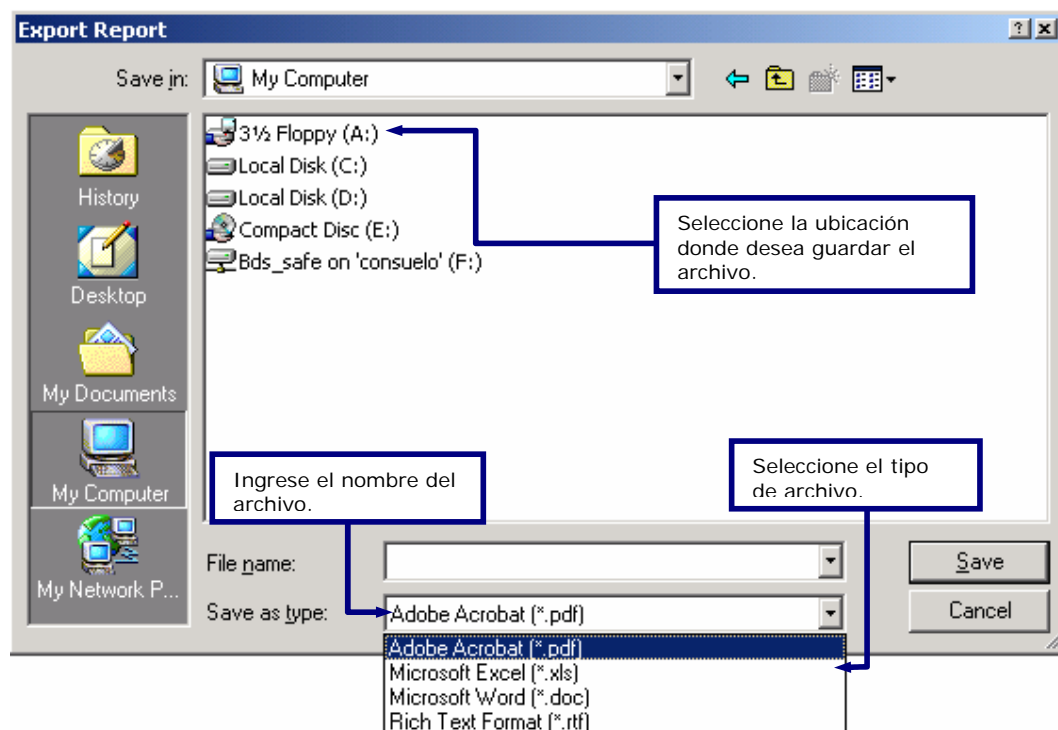 Export Report
Save in:
My Computer
History
Desktop
My Documents
My Computer
My Network P...
3½ Floppy (A:)
Local Disk (C:)
Local Disk (D:)
Compact Disc (E:)
Bds_safe on 'consuelo' (F:)
Seleccione la ubicación
donde desea guardar el
archivo.
Ingrese el nombre del
archivo.
Seleccione el tipo
de archivo.
File name:
Save
Save as type:
Adobe Acrobat (*.pdf)
Cancel
Adobe Acrobat (*.pdf)
Microsoft Excel (*.xls)
Microsoft Word (*.doc)
Rich Text Format (*.rtf)